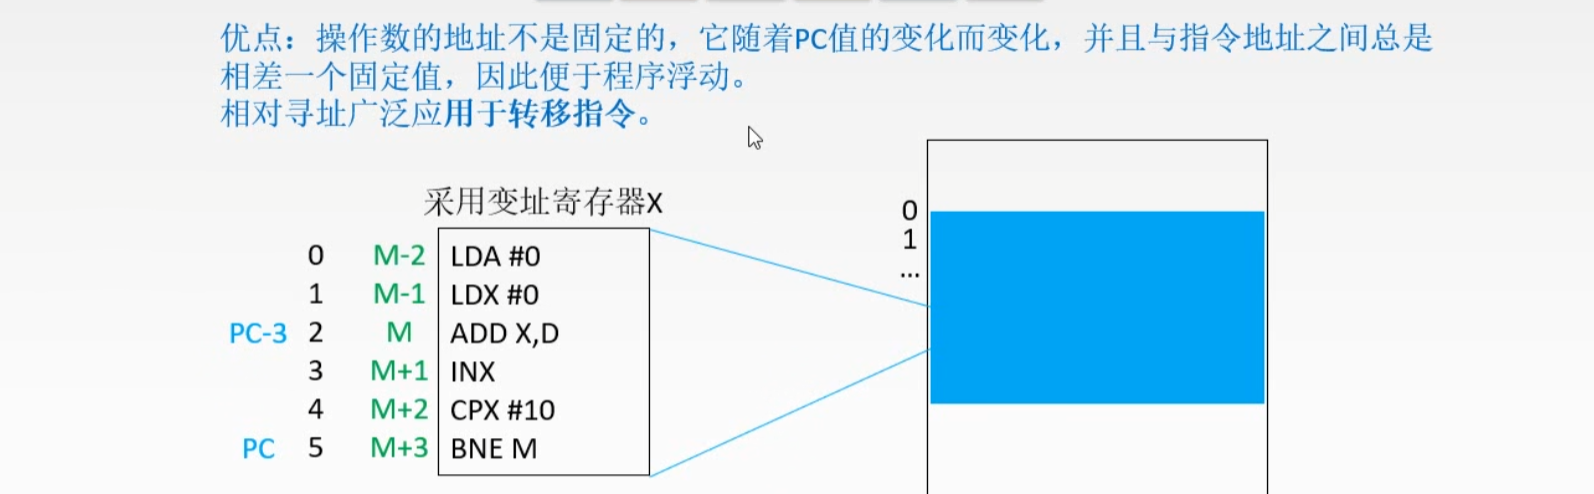 优点：操作数的地址不是固定的，它随着PC值的变化而变化，并且与指令地址之间总是
相差一个固定值，因此便于程序浮动。
相对寻址广泛应用于转移指令。
采用变址寄存器X
0 M-2 LDA #0
1 M-1 LDX #0
PC-3 2 M ADD X,D
3 M+1 INX
4 M+2 CPX #10
PC 5 M+3 BNE M
0
1
...